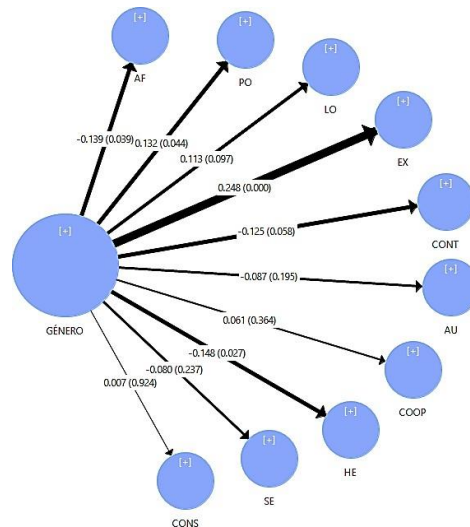 [+]
AF
[+]
PO
[+]
LO
[+]
EX
-0.139 (0.039)
0.132 (0.044)
0.113 (0.097)
0.248 (0.000)
[+]
CONT
-0.125 (0.058)
[+]
GÉNERO
-0.087 (0.195)
[+]
AU
0.061 (0.364)
[+]
COOP
-0.148 (0.027)
-0.080 (0.237)
0.007 (0.924)
[+]
HE
[+]
SE
[+]
CONS